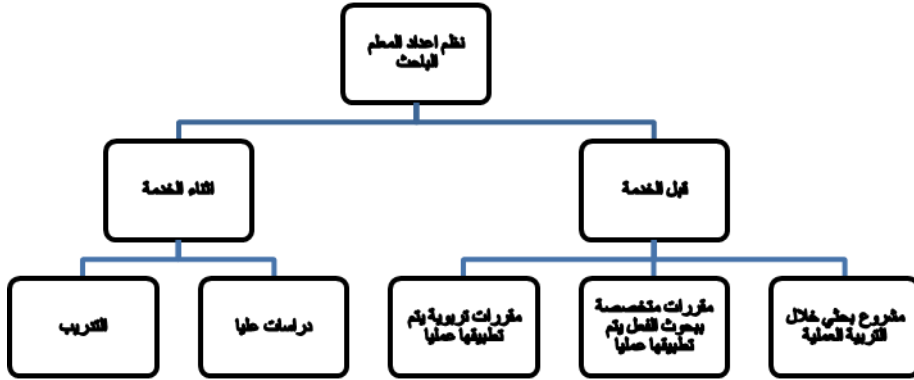 نظم اعداد المعلم
الباحث
قبل الخدمة
اثناء الخدمة
مشروع بحثي خلال
التربية العملية
مقررات متخصصة
ببحوث الفعل يتم
تطبيقها عمليا
مقررات تربوية يتم
تطبيقها عمليا
دراسات عليا
التدريب